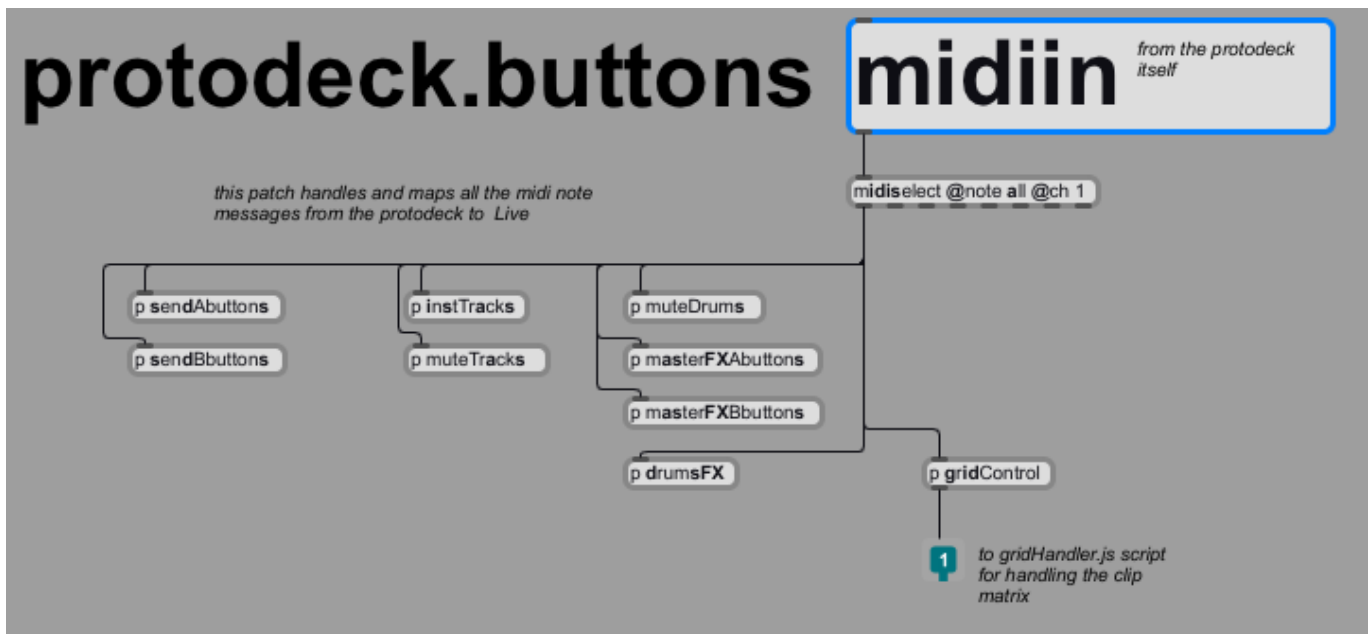 protodeck.buttons
midiin
from the protodeck
itself
this patch handles and maps all the midi note
messages from the protodeck to Live
midiselect @note all @ch 1
p sendAbuttons
p instTracks
p muteDrums
p sendBbuttons
p muteTracks
p masterFXAbuttons
p masterFXBbuttons
p drumsFX
p gridControl
1
to gridHandler.js script
for handling the clip
matrix